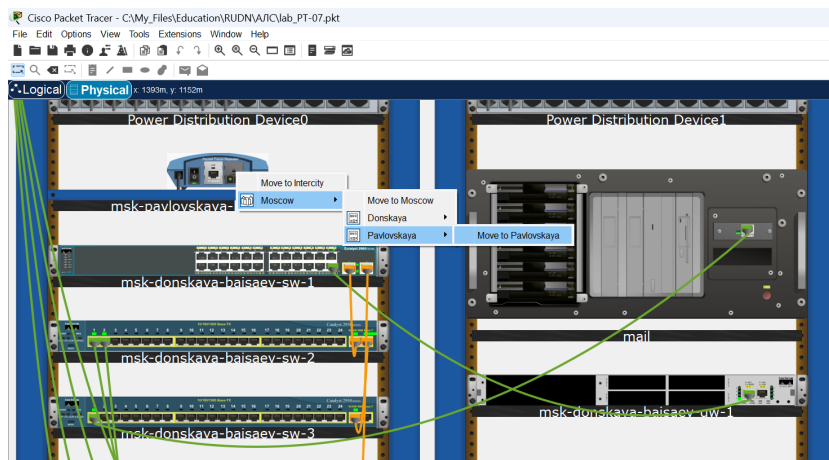 Cisco Packet Tracer - C:\My_Files\Education\RUDN\АЛС\lab_PT-07.pkt
File Edit Options View Tools Extensions Window Help
Logical Physical x: 1393m, y: 1152m
Power Distribution Device0
Power Distribution Device1
Move to Intercity
Moscow
Move to Moscow
Donskaya
Pavlovskaya
Move to Pavlovskaya
msk-pavlovskaya-
msk-donskaya-baisaev-sw-1
mail
msk-donskaya-baisaev-sw-2
msk-donskaya-baisaev-gw-1
msk-donskaya-baisaev-sw-3